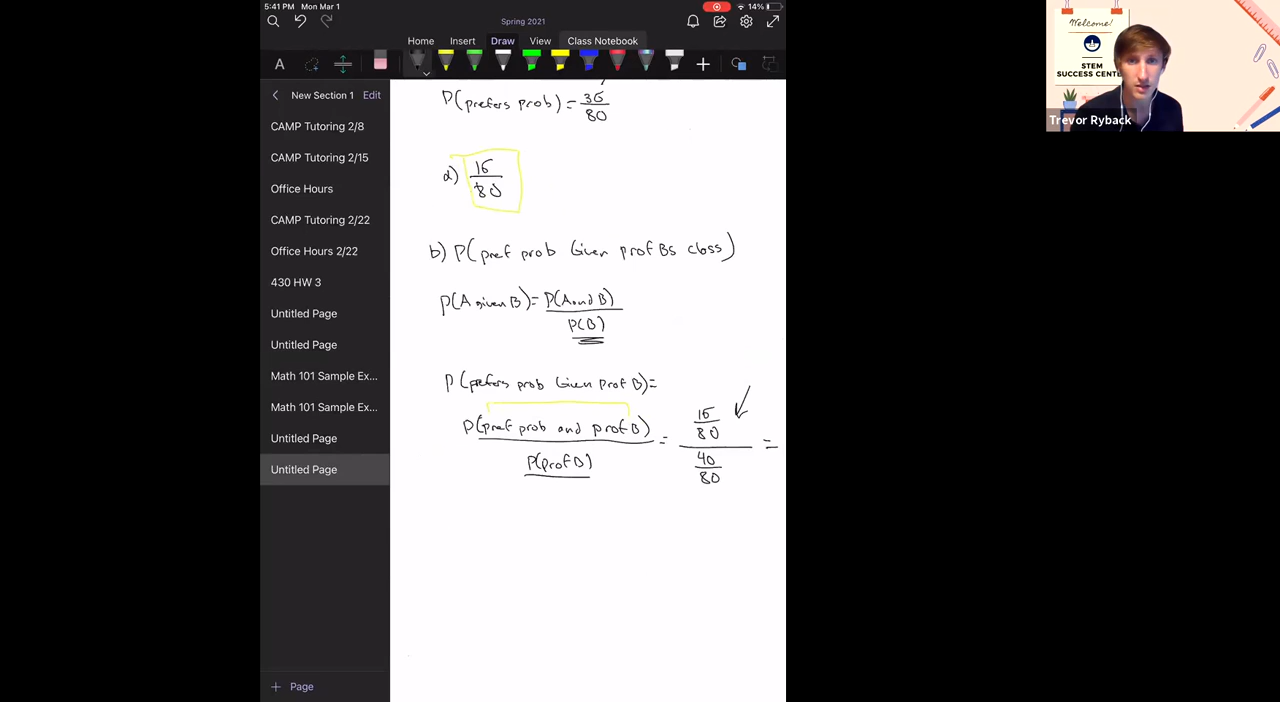 5:41 PM Mon Mar 1
14%
Spring 2021
Home Insert Draw View Class Notebook
New Section 1 Edit
CAMP Tutoring 2/8
CAMP Tutoring 2/15
Office Hours
CAMP Tutoring 2/22
Office Hours 2/22
430 HW 3
Untitled Page
Untitled Page
Math 101 Sample Ex...
Math 101 Sample Ex...
Untitled Page
Untitled Page
+ Page
P(prefers prob) = 35/80
a) 15/80
b) P(pref prob Given prof Bs class)
P(A given B) = P(A and B)
P(B)
P(prefers prob Given prof B) =
P(pref prob and prof B) = 15/80
P(prof B) 40/80 =
Welcome!
STEM
SUCCESS CENT
Trevor Ryback